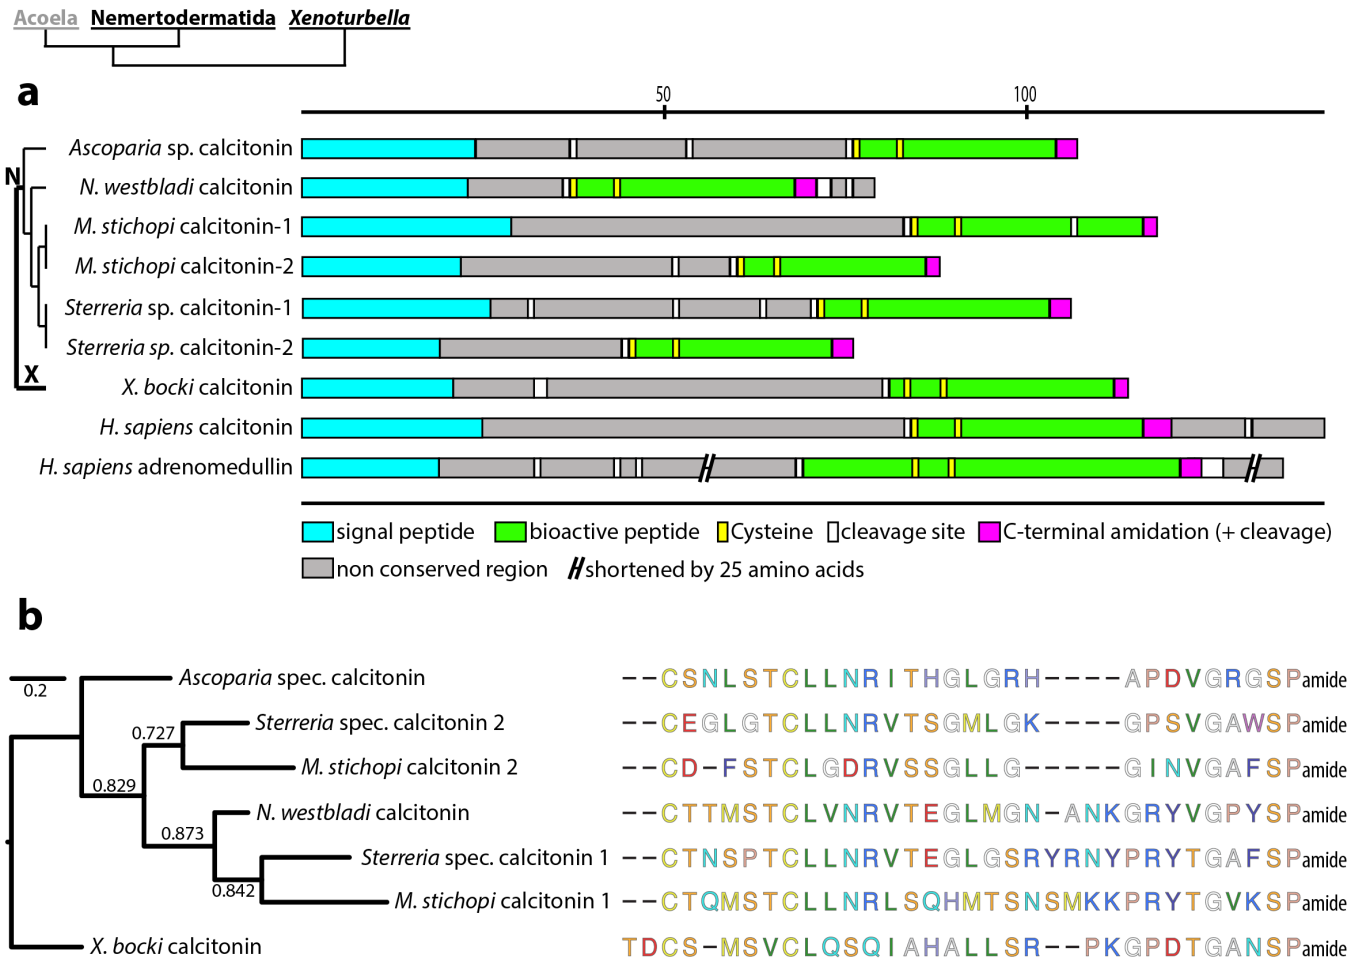 Acoela Nemertodermatida Xenoturbella
a
50 100
Ascoparia sp. calcitonin
N
N. westbladi calcitonin
M. stichopi calcitonin-1
M. stichopi calcitonin-2
Sterreria sp. calcitonin-1
Sterreria sp. calcitonin-2
X
X. bocki calcitonin
H. sapiens calcitonin
H. sapiens adrenomedullin
signal peptide bioactive peptide Cysteine cleavage site C-terminal amidation (+ cleavage)
non conserved region shortened by 25 amino acids
b
Ascoparia spec. calcitonin --CSNLSTCLLNRITHGLGRH----APDVGRGSPamide
0.2
Sterreria spec. calcitonin 2 --CEGLGTCLLNRVTSGMLGK----GPSVGAWSPamide
0.727
M. stichopi calcitonin 2 --CD-FSTCLGDRVSSGLLG-----GINVGAFSPamide
0.829
N. westbladi calcitonin --CTTMSTCLVNRVTEGLMGN-ANKGRYVGPYSPamide
0.873
Sterreria spec. calcitonin 1 --CTNSPTCLLNRVTEGLGSRYRNYPRYTGAFSPamide
0.842
M. stichopi calcitonin 1 --CTQMSTCLLNRLSQHMTSNSMKKPRYTGVKSPamide
X. bocki calcitonin TDCS-MSVCLQSQIAHALLSR--PKGPDTGANSPamide